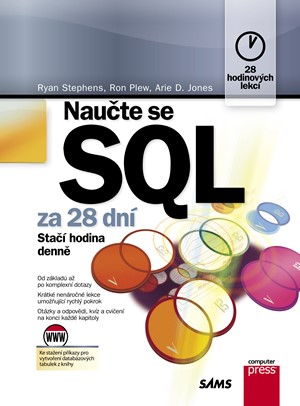 28
hodinových
lekcí
Ryan Stephens, Ron Plew, Arie D. Jones
Naučte se
SQL
za 28 dní
Stačí hodina
denně
Od základů až
po komplexní dotazy
Krátké nenáročné lekce
umožňující rychlý pokrok
Otázky a odpovědi, kvíz a cvičení
na konci každé kapitoly
WWW
Ke stažení příkazy pro
vytvoření databázových
tabulek z knihy
SAMS
computer
press